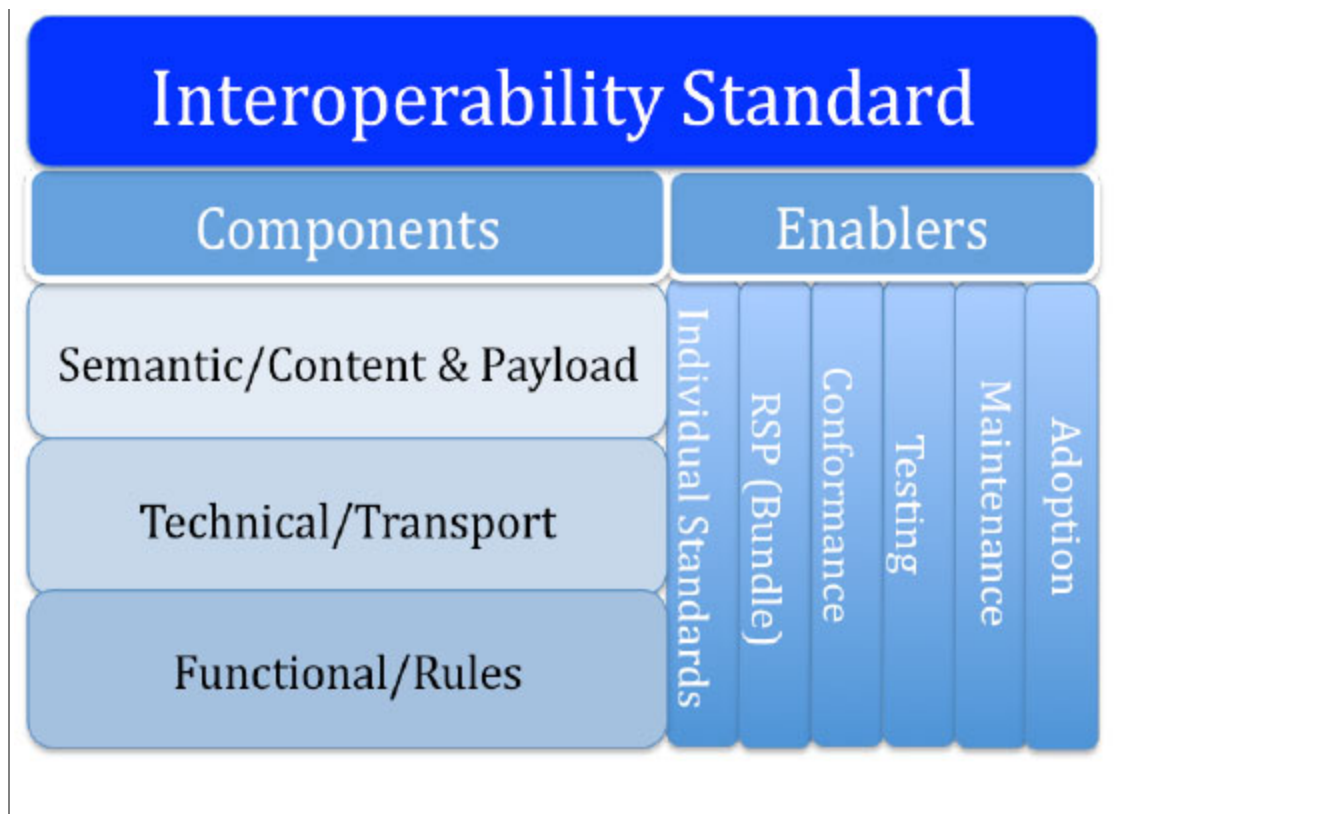 Interoperability Standard
Components
Enablers
Semantic/Content & Payload
Technical/Transport
Functional/Rules
Individual Standards
RSP (Bundle)
Conformance
Testing
Maintenance
Adoption